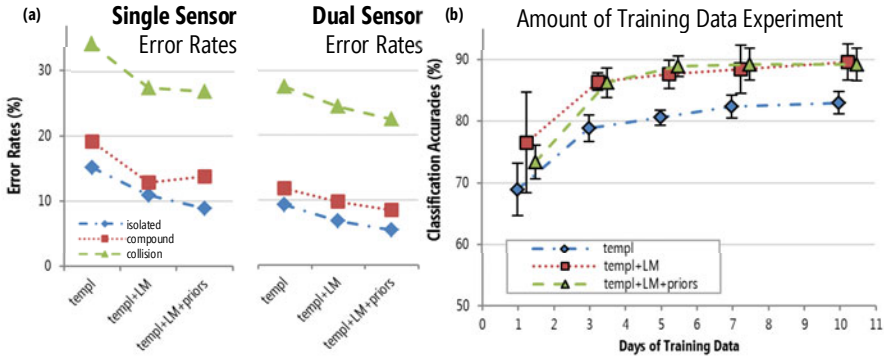 (a)
Single Sensor
Error Rates
Dual Sensor
Error Rates
Error Rates (%)
30
20
10
0
isolated
compound
collision
templ
templ+LM
templ+LM+priors
templ
templ+LM
templ+LM+priors
(b)
Amount of Training Data Experiment
Classification Accuracies (%)
90
80
70
60
50
templ
templ+LM
templ+LM+priors
0 1 2 3 4 5 6 7 8 9 10 11
Days of Training Data